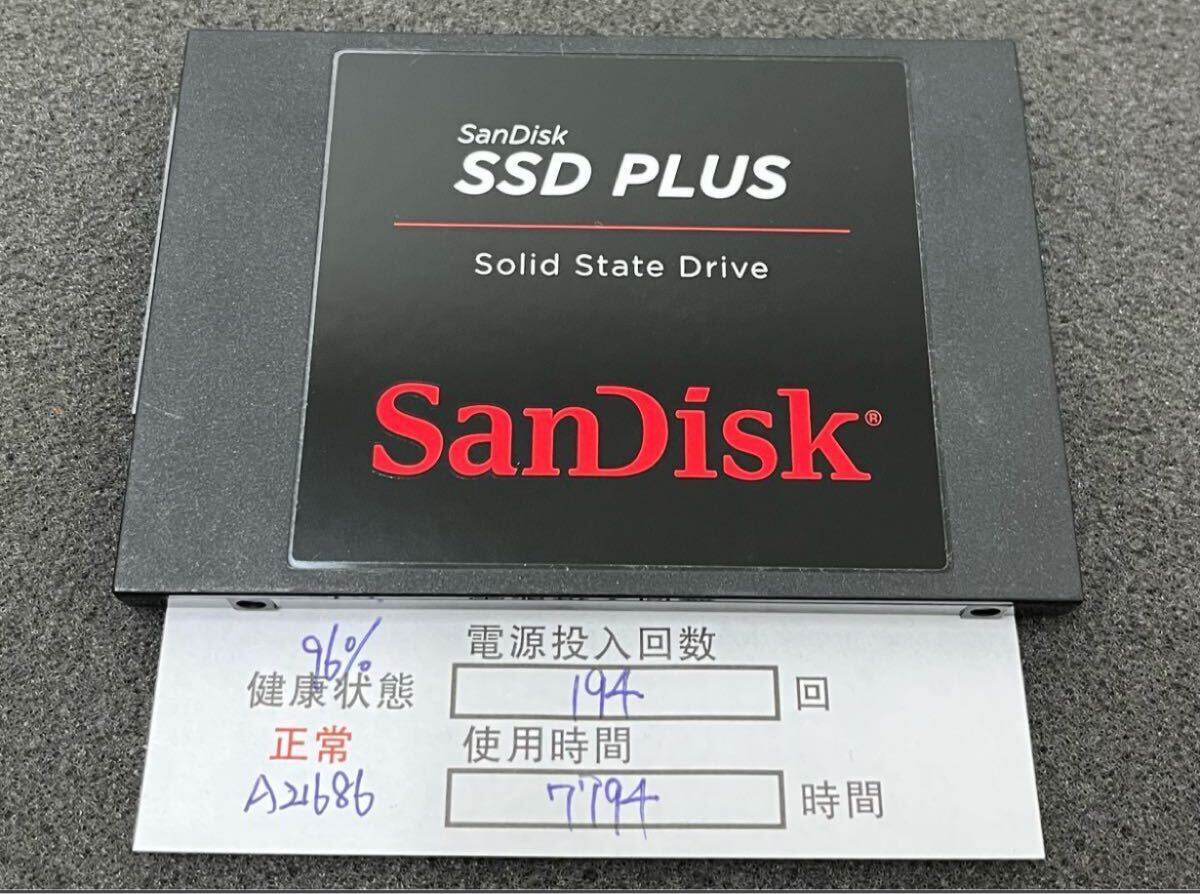 SanDisk
SSD PLUS
Solid State Drive
SanDisk®
96%
電源投入回数
健康状態
194 回
正常
使用時間
A21686
7794 時間